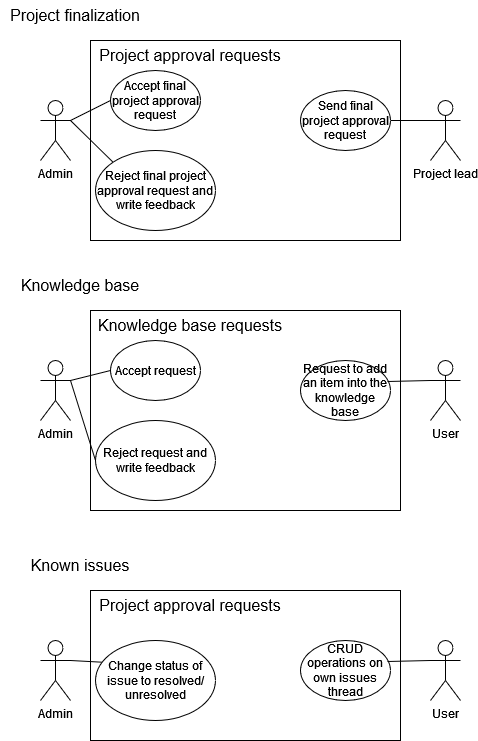 Project finalization
Project approval requests
Accept final
project approval
request
Send final
project approval
request
Admin
Project lead
Reject final project
approval request and
write feedback
Knowledge base
Knowledge base requests
Accept request
Request to add
an item into the
knowledge
base
Admin
User
Reject request and
write feedback
Known issues
Project approval requests
Change status of
issue to resolved/
unresolved
CRUD
operations on
own issues
thread
Admin
User